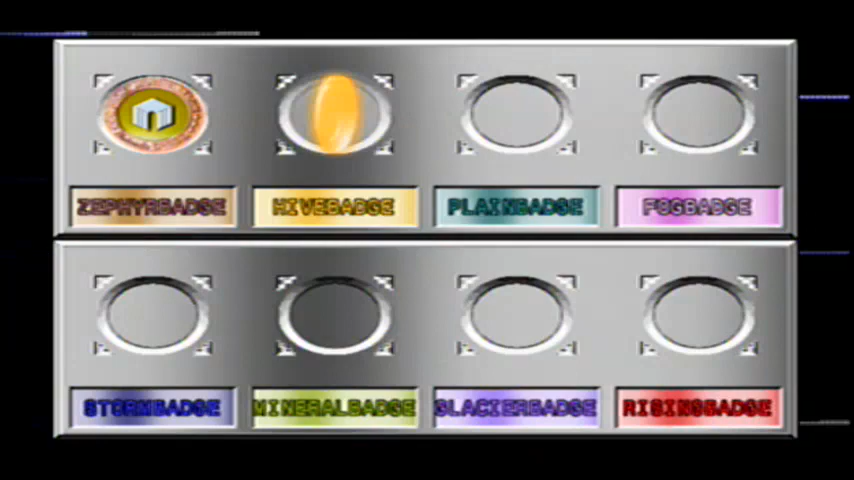 ZEPHYRBADGE
HIVEBADGE
PLAINBADGE
FOGBADGE
STORMBADGE
MINERALBADGE
GLACIERBADGE
RISINGBADGE